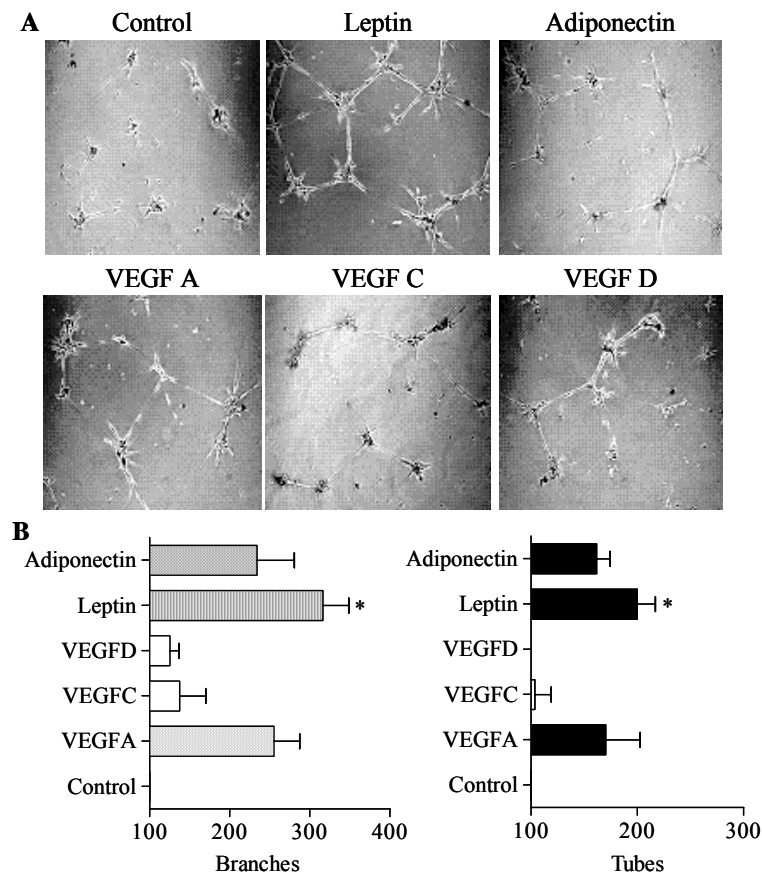 A Control Leptin Adiponectin
VEGF A VEGF C VEGF D
B
Adiponectin
Leptin *
VEGFD
VEGFC
VEGFA
Control
100 200 300 400
Branches
Adiponectin
Leptin *
VEGFD
VEGFC
VEGFA
Control
100 200 300
Tubes